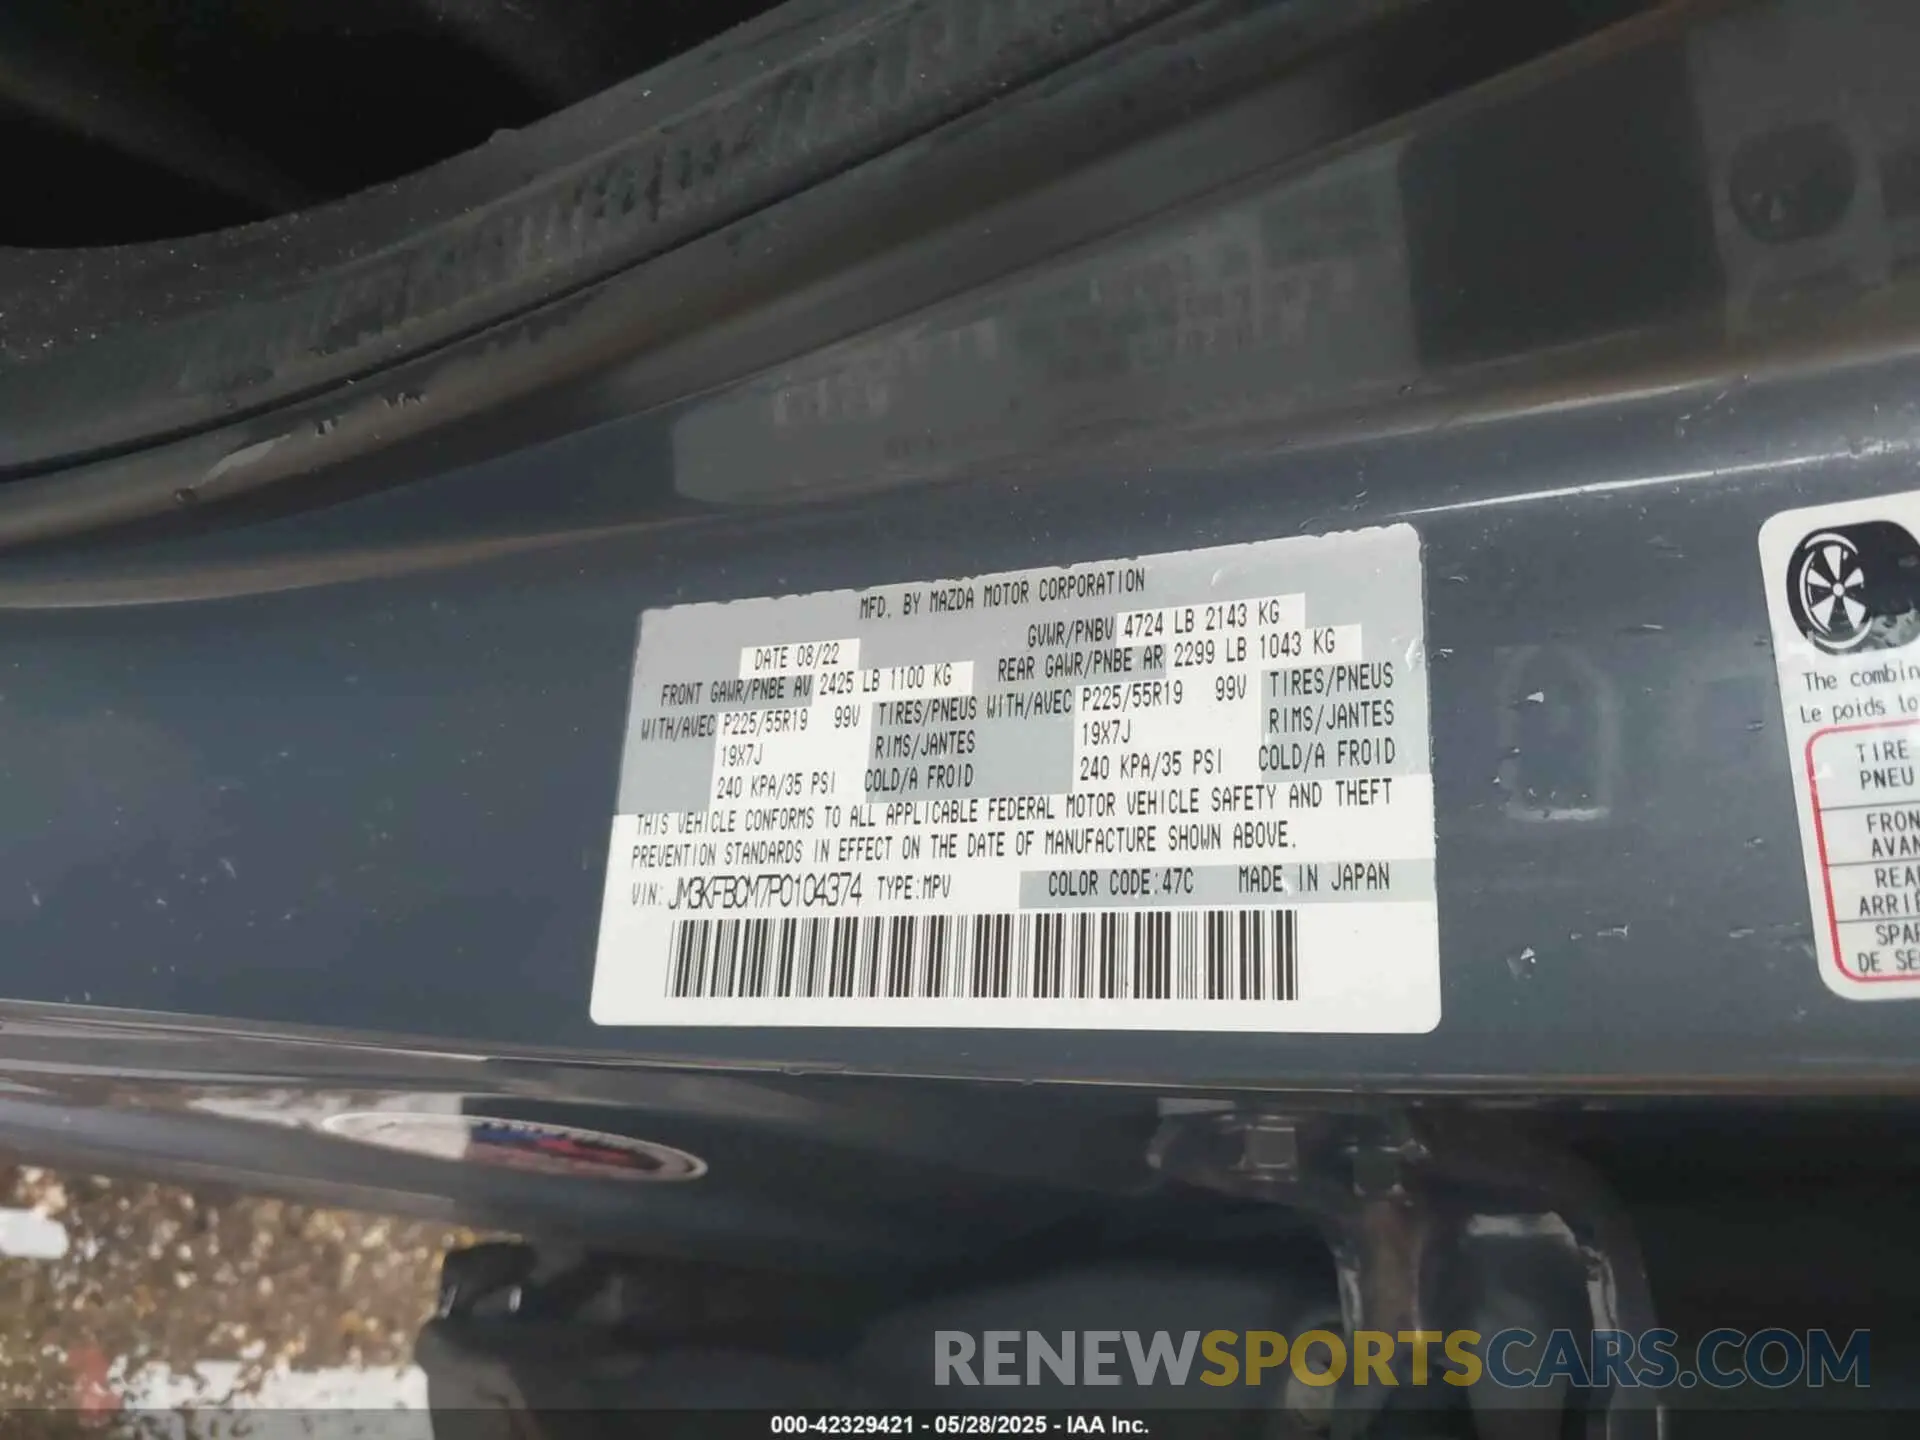 MFD. BY MAZDA MOTOR CORPORATION
DATE 08/22
GVWR/PNBV 4724 LB 2143 KG
FRONT GAWR/PNBE AV 2425 LB 1100 KG
REAR GAWR/PNBE AR 2299 LB 1043 KG
WITH/AVEC P225/55R19 99V TIRES/PNEUS WITH/AVEC P225/55R19 99V TIRES/PNEUS
19X7J RIMS/JANTES 19X7J RIMS/JANTES
240 KPA/35 PSI COLD/A FROID 240 KPA/35 PSI COLD/A FROID
THIS VEHICLE CONFORMS TO ALL APPLICABLE FEDERAL MOTOR VEHICLE SAFETY AND THEFT
PREVENTION STANDARDS IN EFFECT ON THE DATE OF MANUFACTURE SHOWN ABOVE.
VIN: JM3KFBCM7P0104374 TYPE:MPV COLOR CODE:47C MADE IN JAPAN
The combin
Le poids to
TIRE
PNEU
FRON
AVAN
REAR
ARRIÈ
SPAR
DE SE
RENEWSPORTSCARS.COM
000-42329421 - 05/28/2025 - IAA Inc.